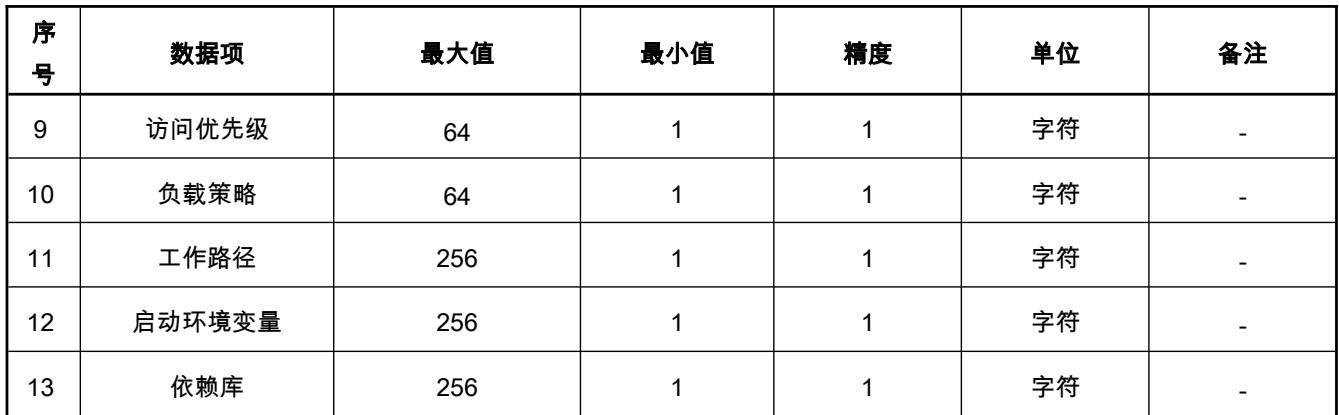 序号 数据项 最大值 最小值 精度 单位 备注
9 访问优先级 64 1 1 字符 -
10 负载策略 64 1 1 字符 -
11 工作路径 256 1 1 字符 -
12 启动环境变量 256 1 1 字符 -
13 依赖库 256 1 1 字符 -